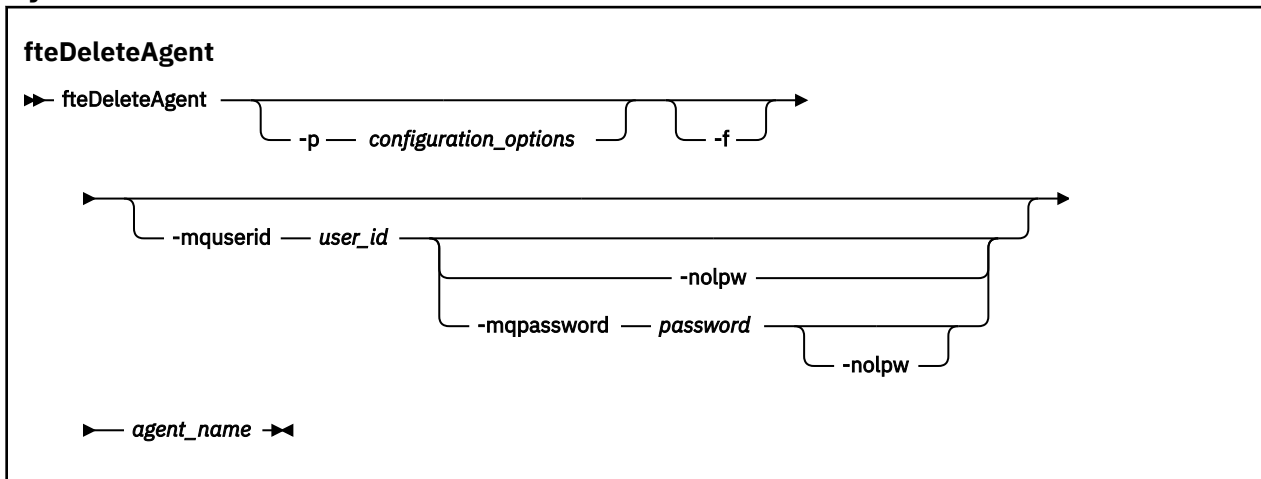 fteDeleteAgent
fteDeleteAgent
-p configuration_options -f
-mquserid user_id
-nolpw
-mqpassword password
-nolpw
agent_name